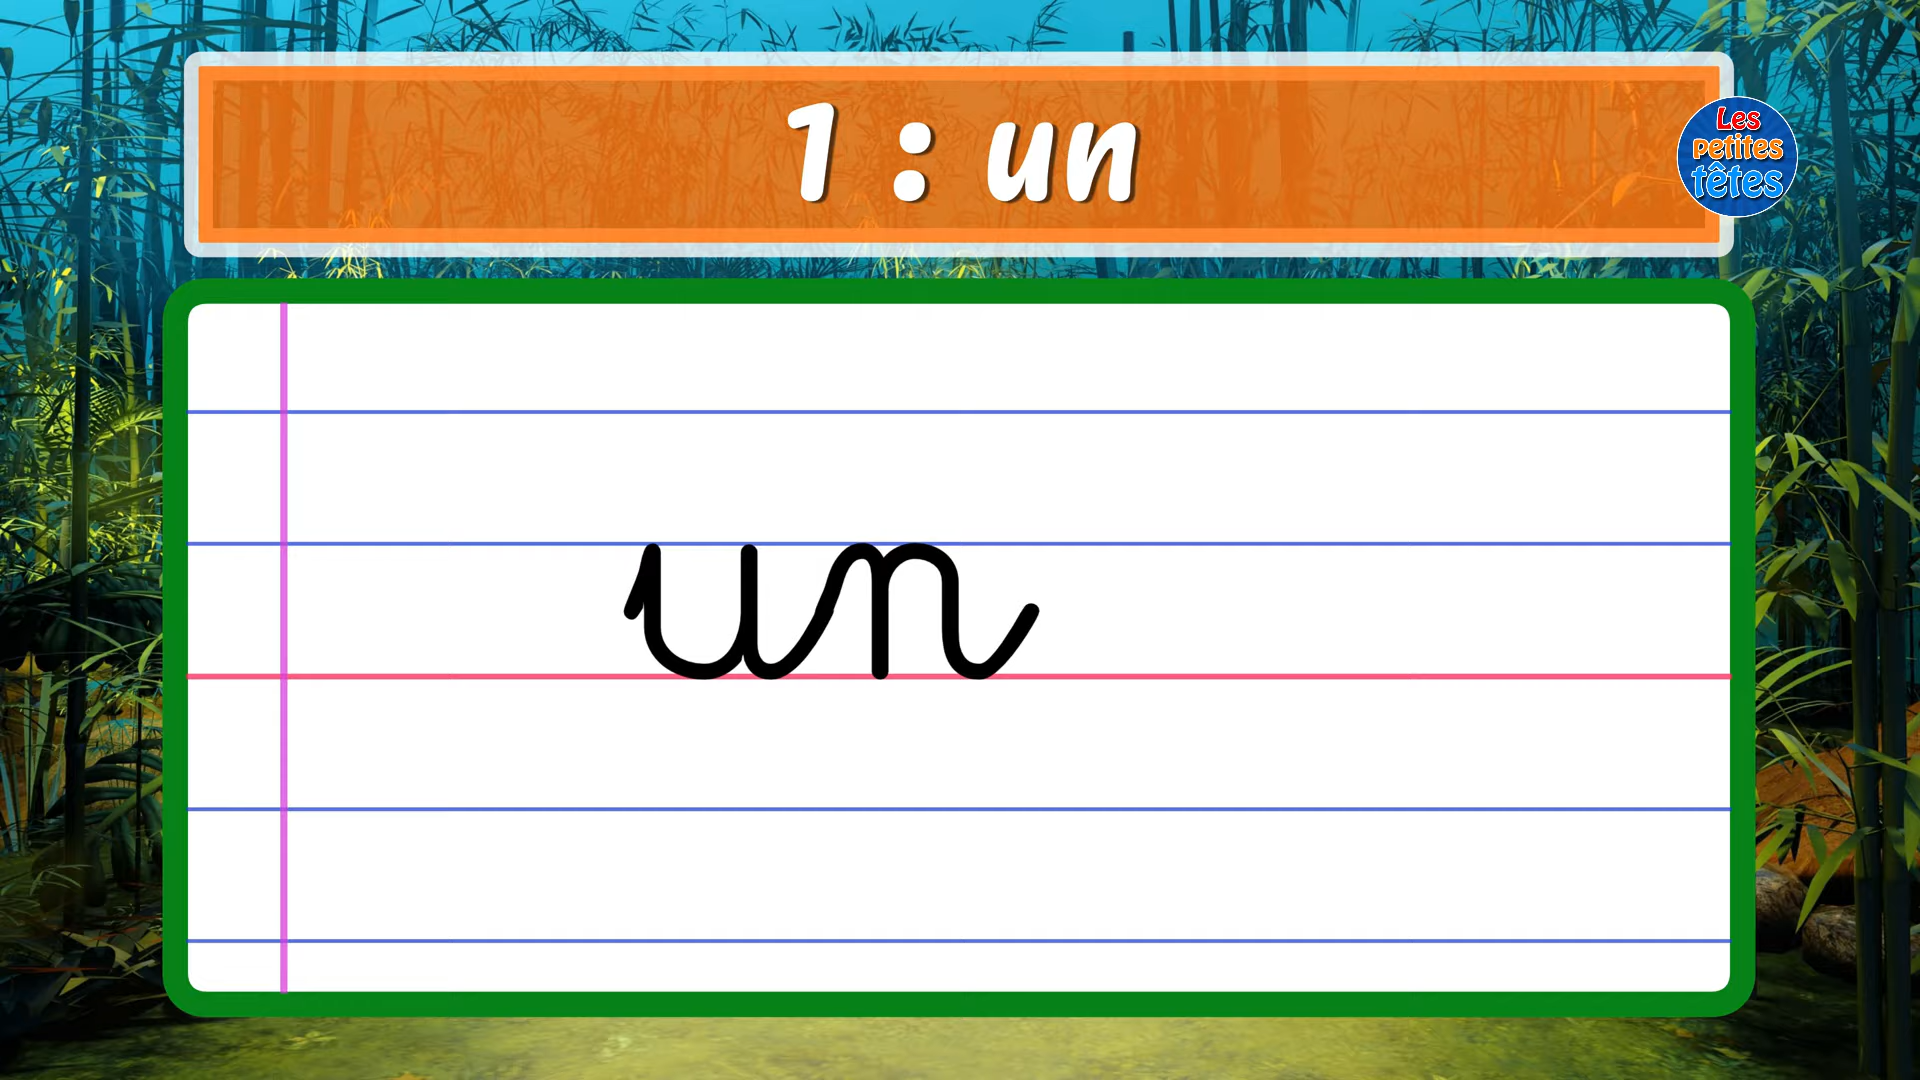 1 : un
Les
petites
têtes
un